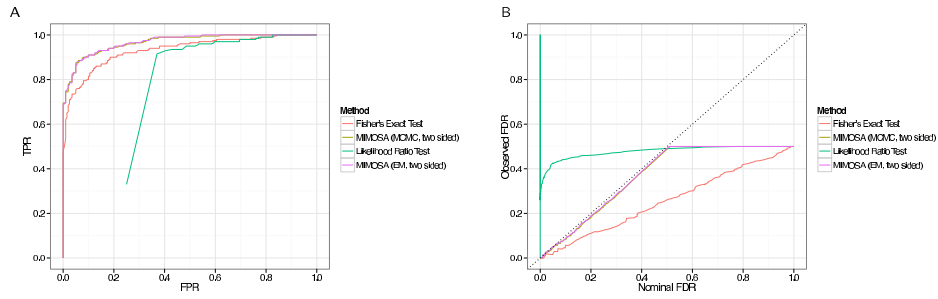 A
1.0
0.8
0.6
0.4
0.2
0.0
TPR
0.0 0.2 0.4 0.6 0.8 1.0
FPR
Method
Fisher's Exact Test
MIMOSA (MCMC, two sided)
Likelihood Ratio Test
MIMOSA (EM, two sided)
B
1.0
0.8
0.6
0.4
0.2
0.0
Observed FDR
0.0 0.2 0.4 0.6 0.8 1.0
Nominal FDR
Method
Fisher's Exact Test
MIMOSA (MCMC, two sided)
Likelihood Ratio Test
MIMOSA (EM, two sided)